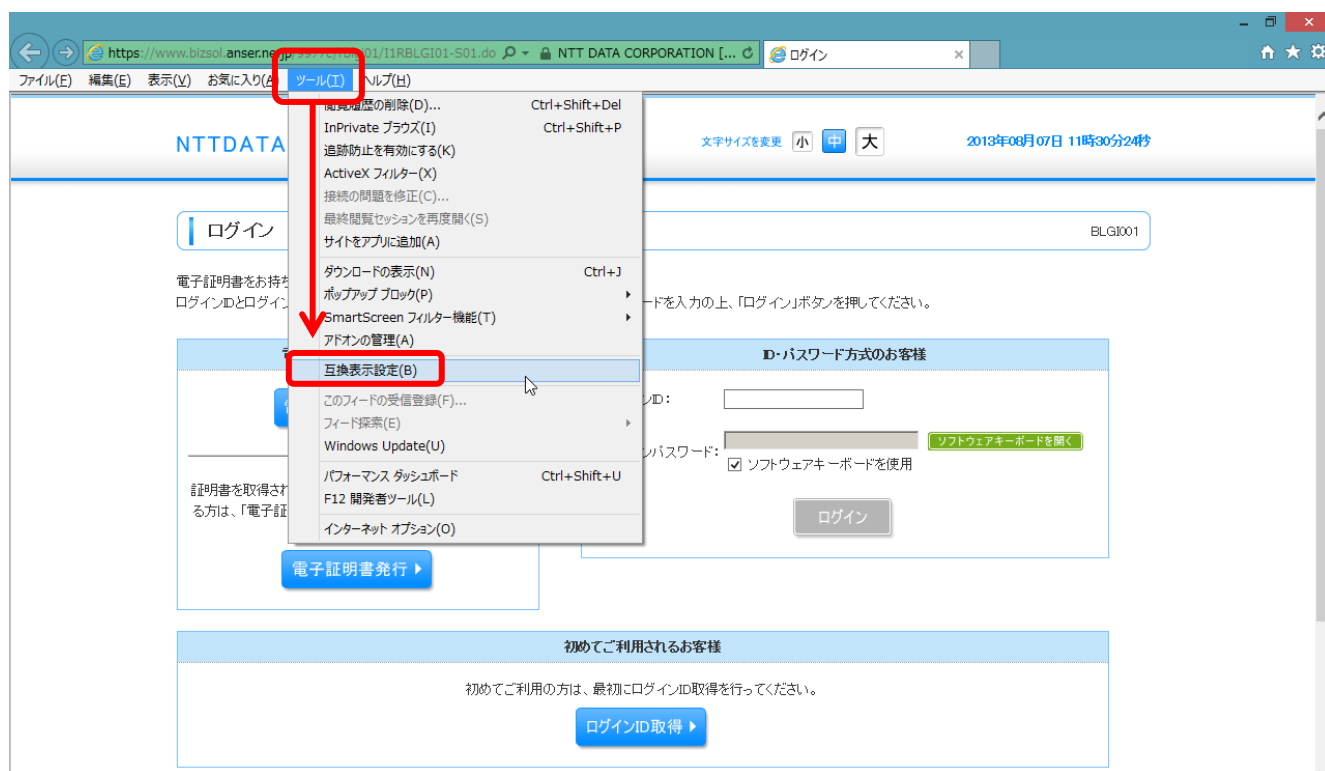 https://www.bizsol.anser.ne.jp 01/I1RBLGI01-S01.do NTT DATA CORPORATION [... ログイン
ファイル(F) 編集(E) 表示(V) お気に入り(A) ツール(T) ヘルプ(H)
閲覧履歴の削除(D)... Ctrl+Shift+Del
InPrivate ブラウズ(I) Ctrl+Shift+P
追跡防止を有効にする(K)
ActiveX フィルター(X)
接続の問題を修正(C)...
最終閲覧セッションを再度開く(S)
サイトをアプリに追加(A)
ダウンロードの表示(N) Ctrl+J
ポップアップ ブロック(P)
SmartScreen フィルター機能(T)
アドオンの管理(A)
互換表示設定(B)
このフィードの受信登録(F)...
フィード探索(E)
Windows Update(U)
パフォーマンス ダッシュボード Ctrl+Shift+U
F12 開発者ツール(L)
インターネット オプション(O)
NTTDATA 文字サイズを変更 小 中 大 2013年08月07日 11時30分24秒
ログイン BLGI001
電子証明書をお持ち
ログインIDとログイン ードを入力の上、「ログイン」ボタンを押してください。
ID・パスワード方式のお客様
ンID：
ンパスワード： ソフトウェアキーボードを開く
ソフトウェアキーボードを使用
ログイン
証明書を取得され
る方は、「電子証
電子証明書発行
初めてご利用されるお客様
初めてご利用の方は、最初にログインID取得を行ってください。
ログインID取得